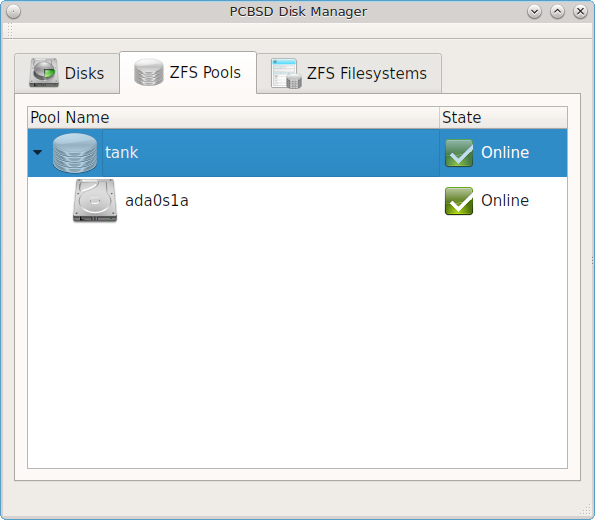 PCBSD Disk Manager
Disks ZFS Pools ZFS Filesystems
Pool Name State
tank Online
ada0s1a Online